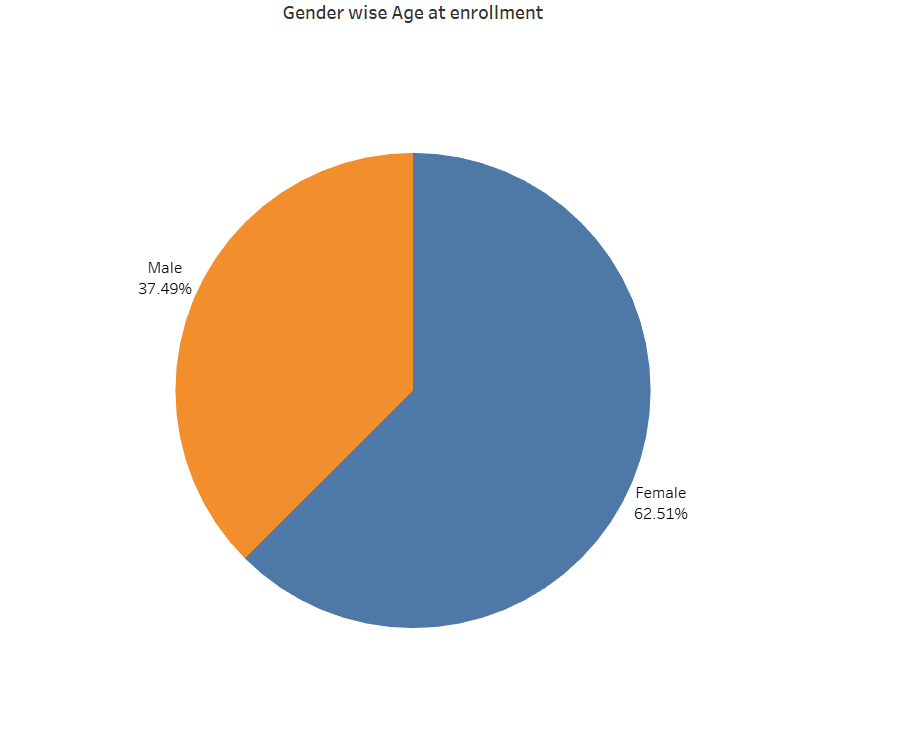 Gender wise Age at enrollment
Male
37.49%
Female
62.51%